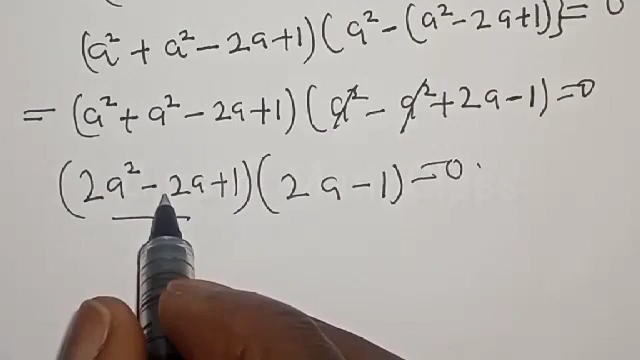 (a² + a² - 2a + 1)(a² - (a² - 2a + 1)} = 0
= (a² + a² - 2a + 1)(a² - a² + 2a - 1) = 0
(2a² - 2a + 1)(2a - 1) = 0.